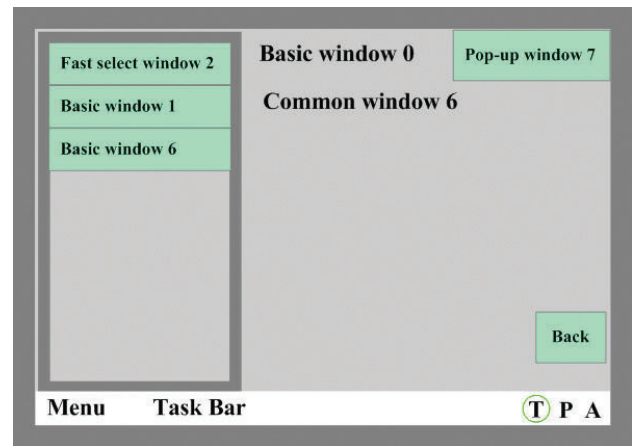 Fast select window 2
Basic window 1
Basic window 6
Basic window 0
Pop-up window 7
Common window 6
Back
Menu Task Bar T P A